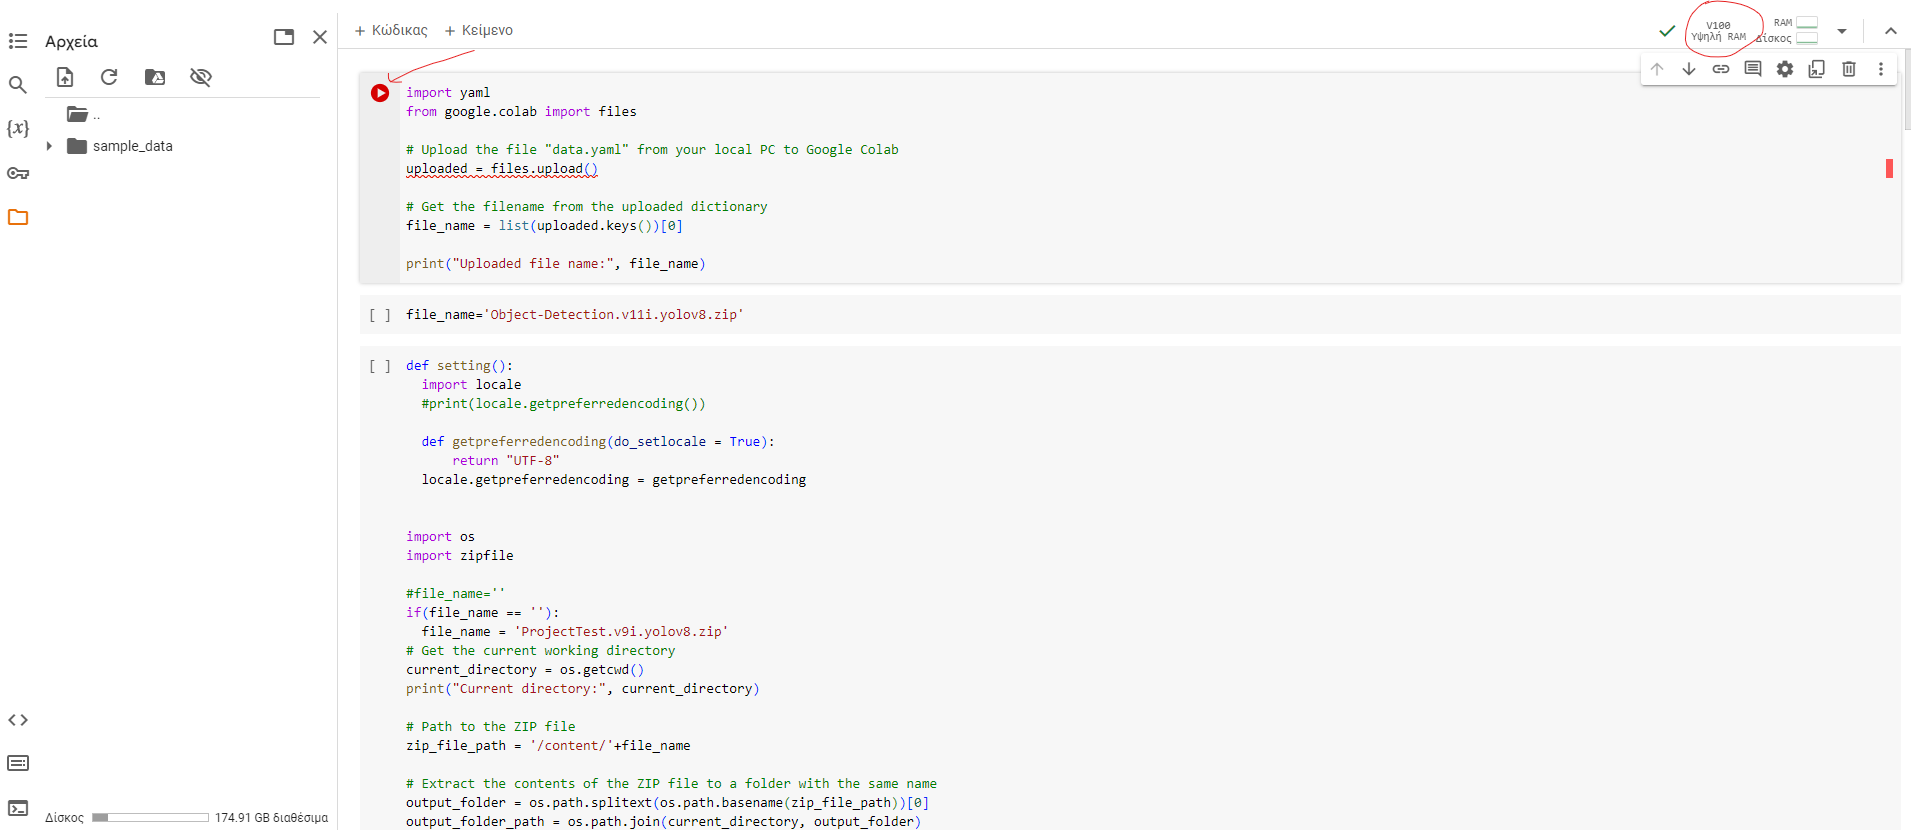 Αρχεία
..
sample_data
Δίσκος 174.91 GB διαθέσιμα
+ Κώδικας + Κείμενο
V100
Υψηλή RAM
RAM
Δίσκος
import yaml
from google.colab import files
# Upload the file "data.yaml" from your local PC to Google Colab
uploaded = files.upload()
# Get the filename from the uploaded dictionary
file_name = list(uploaded.keys())[0]
print("Uploaded file name:", file_name)
[ ] file_name='Object-Detection.v11i.yolov8.zip'
[ ] def setting():
import locale
#print(locale.getpreferredencoding())
def getpreferredencoding(do_setlocale = True):
return "UTF-8"
locale.getpreferredencoding = getpreferredencoding
import os
import zipfile
#file_name=''
if(file_name == ''):
file_name = 'ProjectTest.v9i.yolov8.zip'
# Get the current working directory
current_directory = os.getcwd()
print("Current directory:", current_directory)
# Path to the ZIP file
zip_file_path = '/content/'+file_name
# Extract the contents of the ZIP file to a folder with the same name
output_folder = os.path.splitext(os.path.basename(zip_file_path))[0]
output_folder_path = os.path.join(current_directory, output_folder)